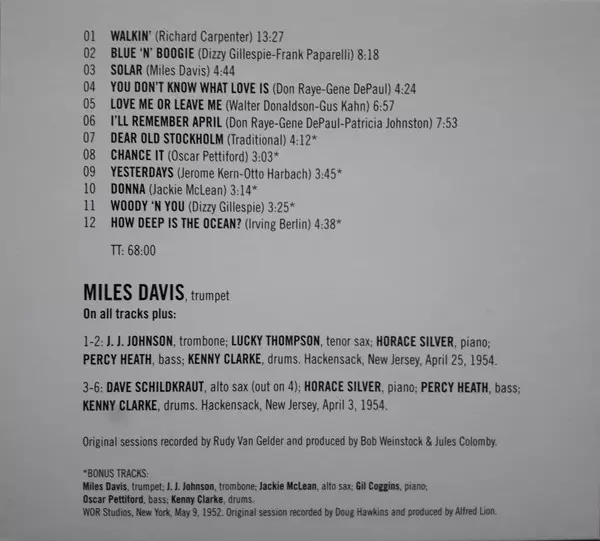 01 WALKIN' (Richard Carpenter) 13:27
02 BLUE 'N' BOOGIE (Dizzy Gillespie-Frank Paparelli) 8:18
03 SOLAR (Miles Davis) 4:44
04 YOU DON'T KNOW WHAT LOVE IS (Don Raye-Gene DePaul) 4:24
05 LOVE ME OR LEAVE ME (Walter Donaldson-Gus Kahn) 6:57
06 I'LL REMEMBER APRIL (Don Raye-Gene DePaul-Patricia Johnston) 7:53
07 DEAR OLD STOCKHOLM (Traditional) 4:12*
08 CHANCE IT (Oscar Pettiford) 3:03*
09 YESTERDAYS (Jerome Kern-Otto Harbach) 3:45*
10 DONNA (Jackie McLean) 3:14*
11 WOODY 'N YOU (Dizzy Gillespie) 3:25*
12 HOW DEEP IS THE OCEAN? (Irving Berlin) 4:38*
TT: 68:00
MILES DAVIS, trumpet
On all tracks plus:
1-2: J. J. JOHNSON, trombone; LUCKY THOMPSON, tenor sax; HORACE SILVER, piano;
PERCY HEATH, bass; KENNY CLARKE, drums. Hackensack, New Jersey, April 25, 1954.
3-6: DAVE SCHILDKRAUT, alto sax (out on 4); HORACE SILVER, piano; PERCY HEATH, bass;
KENNY CLARKE, drums. Hackensack, New Jersey, April 3, 1954.
Original sessions recorded by Rudy Van Gelder and produced by Bob Weinstock & Jules Colomby.
*BONUS TRACKS:
Miles Davis, trumpet; J. J. Johnson, trombone; Jackie McLean, alto sax; Gil Coggins, piano;
Oscar Pettiford, bass; Kenny Clarke, drums.
WOR Studios, New York, May 9, 1952. Original session recorded by Doug Hawkins and produced by Alfred Lion.